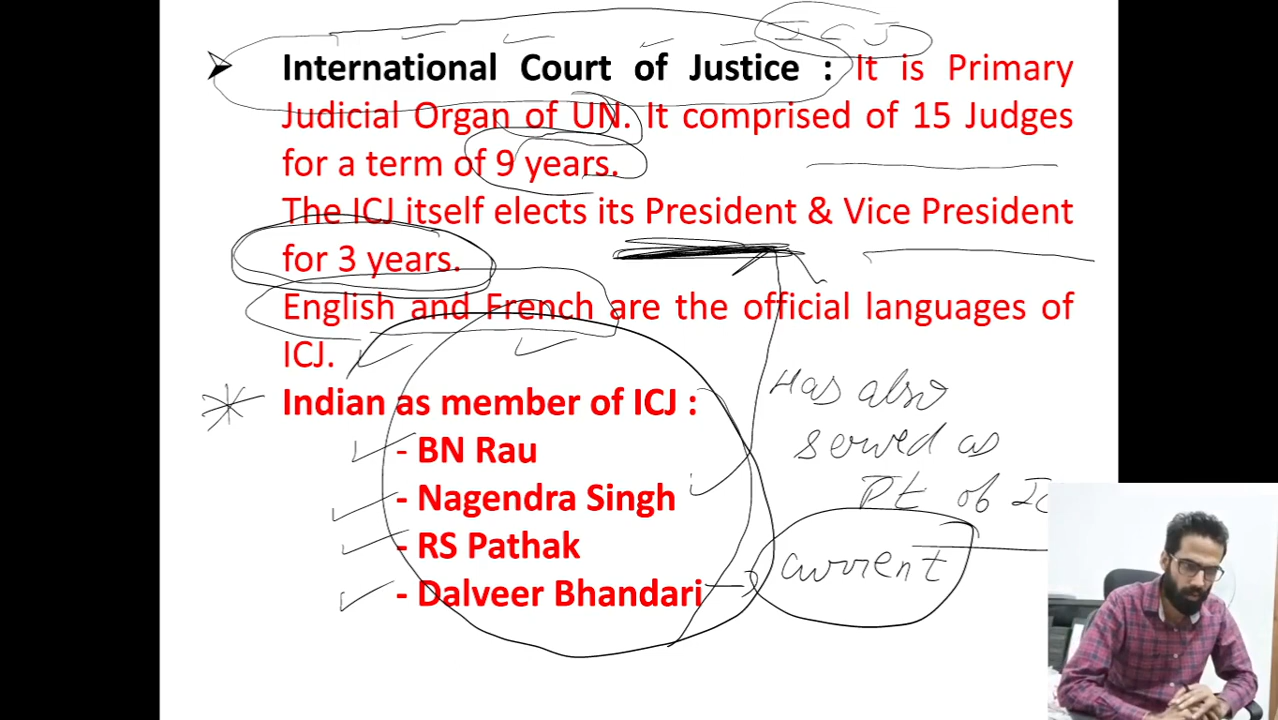 ICJ
➤ International Court of Justice : It is Primary
Judicial Organ of UN. It comprised of 15 Judges
for a term of 9 years.
The ICJ itself elects its President & Vice President
for 3 years.
English and French are the official languages of
ICJ.
Indian as member of ICJ :
- BN Rau
- Nagendra Singh
- RS Pathak
- Dalveer Bhandari
Has also
served as
Pt of
current